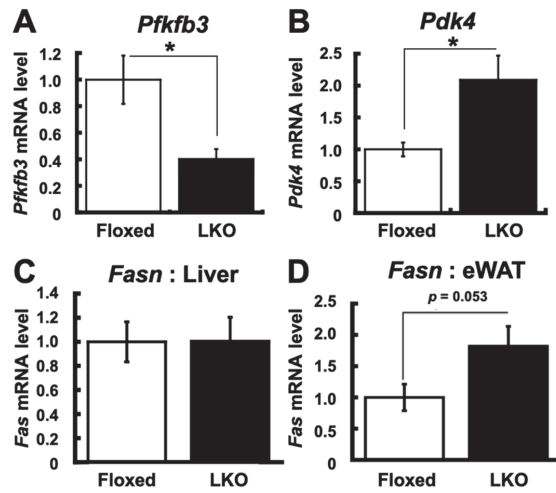 A
Pfkfb3
*
Pfkfb3 mRNA level
1.2
1.0
0.8
0.6
0.4
0.2
0
Floxed
LKO
B
Pdk4
*
Pdk4 mRNA level
2.5
2.0
1.5
1.0
0.5
0
Floxed
LKO
C
Fasn : Liver
Fas mRNA level
1.4
1.2
1.0
0.8
0.6
0.4
0.2
0
Floxed
LKO
D
Fasn : eWAT
p = 0.053
Fas mRNA level
2.5
2.0
1.5
1.0
0.5
0.0
Floxed
LKO